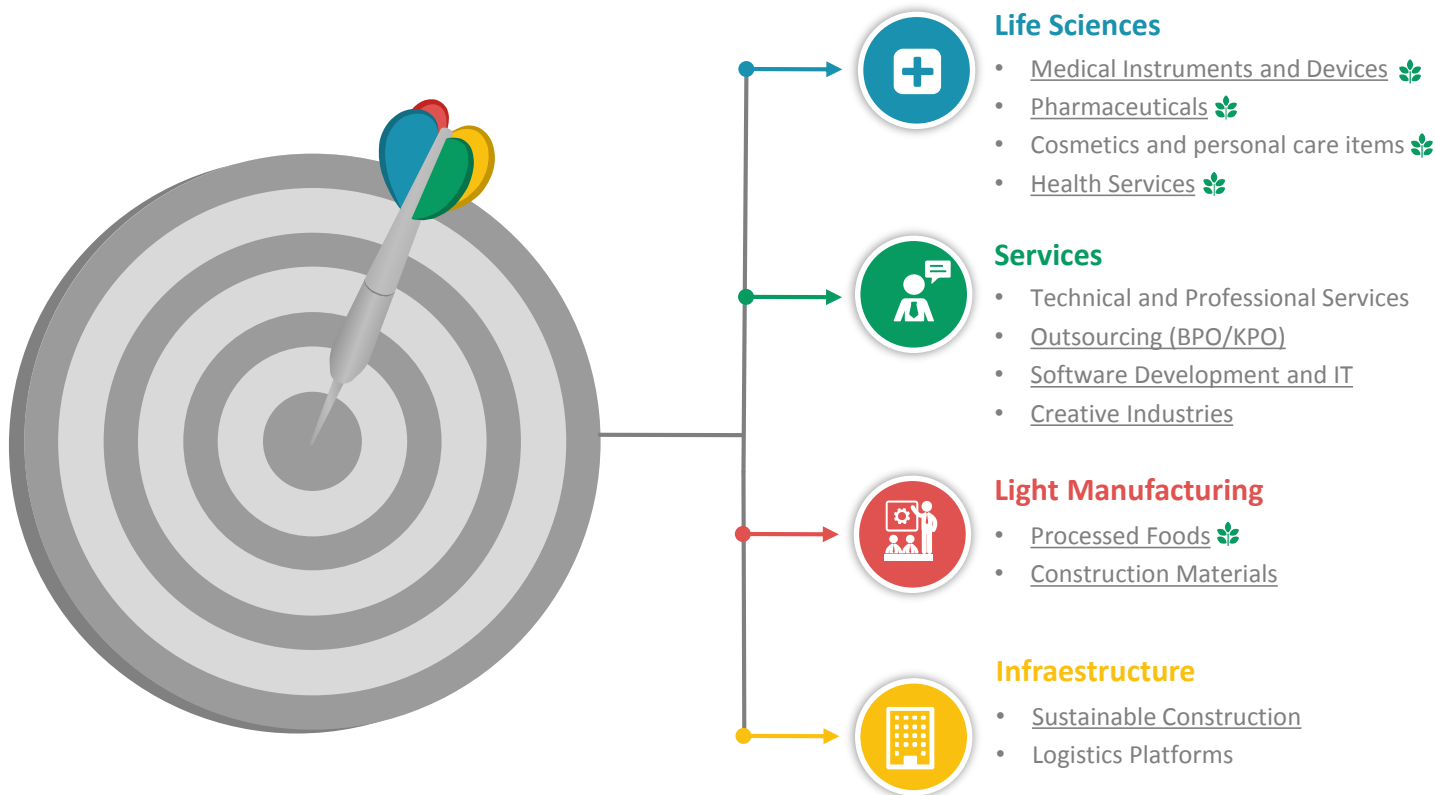 Life Sciences
• Medical Instruments and Devices
• Pharmaceuticals
• Cosmetics and personal care items
• Health Services
Services
• Technical and Professional Services
• Outsourcing (BPO/KPO)
• Software Development and IT
• Creative Industries
Light Manufacturing
• Processed Foods
• Construction Materials
Infraestructure
• Sustainable Construction
• Logistics Platforms